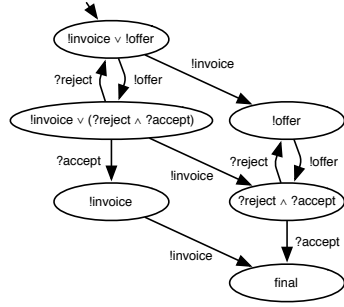 !invoice ∨ !offer
!invoice
?reject
!offer
!invoice ∨ (?reject ∧ ?accept)
!offer
?accept
!invoice
?reject
!offer
!invoice
?reject ∧ ?accept
!invoice
?accept
final